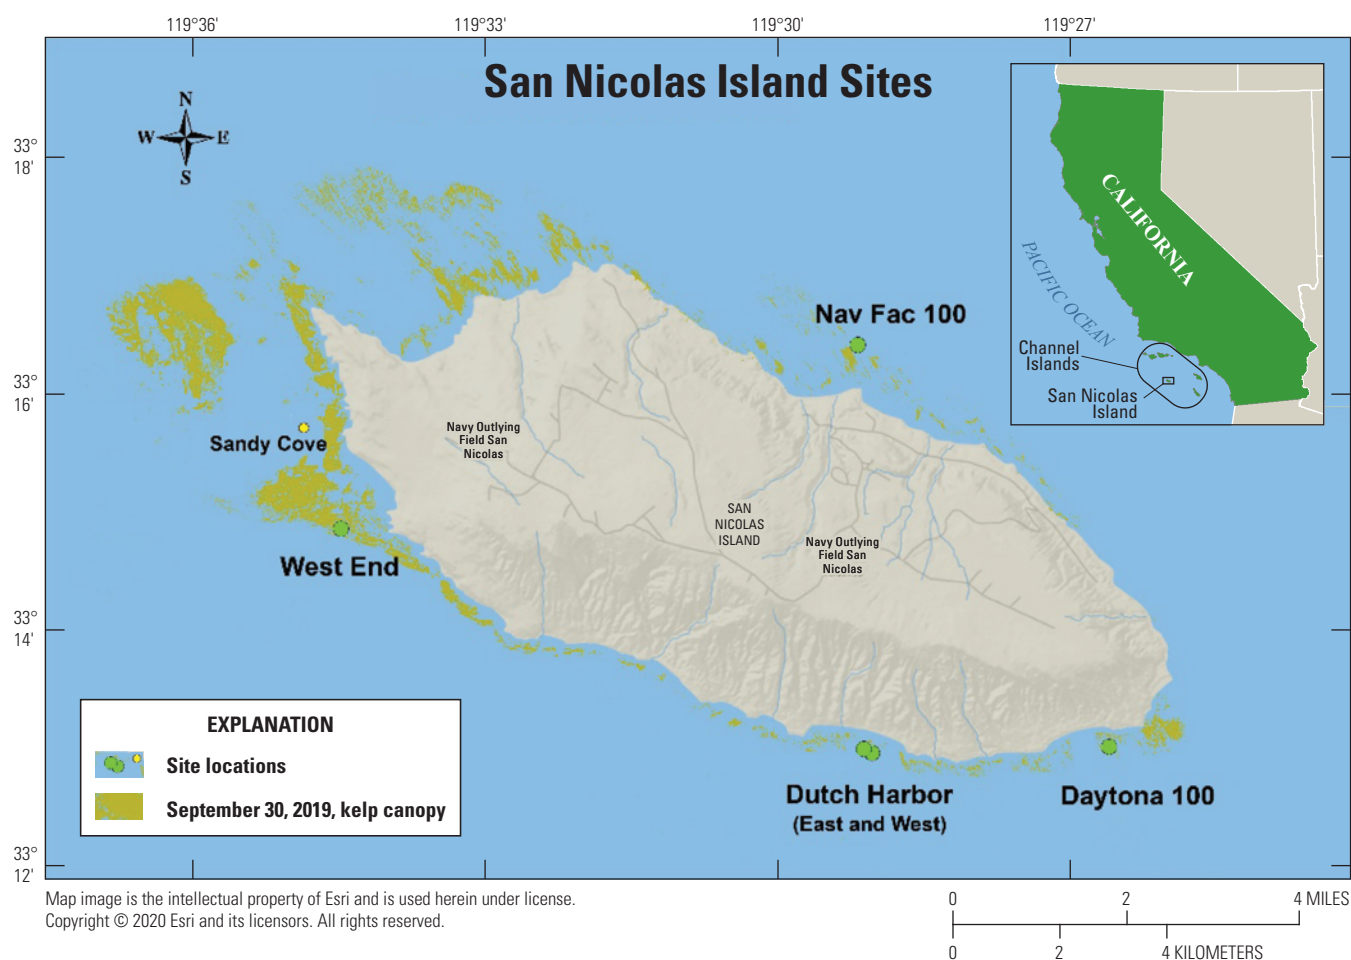 119°36'
119°33'
119°30'
119°27'
San Nicolas Island Sites
N
W
E
S
33°
18'
33°
16'
33°
14'
33°
12'
CALIFORNIA
PACIFIC OCEAN
Channel
Islands
San Nicolas
Island
Nav Fac 100
Sandy Cove
Navy Outlying
Field San
Nicolas
SAN
NICOLAS
ISLAND
Navy Outlying
Field San
Nicolas
West End
Dutch Harbor
(East and West)
Daytona 100
EXPLANATION
Site locations
September 30, 2019, kelp canopy
Map image is the intellectual property of Esri and is used herein under license.
Copyright © 2020 Esri and its licensors. All rights reserved.
0 2 4 MILES
0 2 4 KILOMETERS